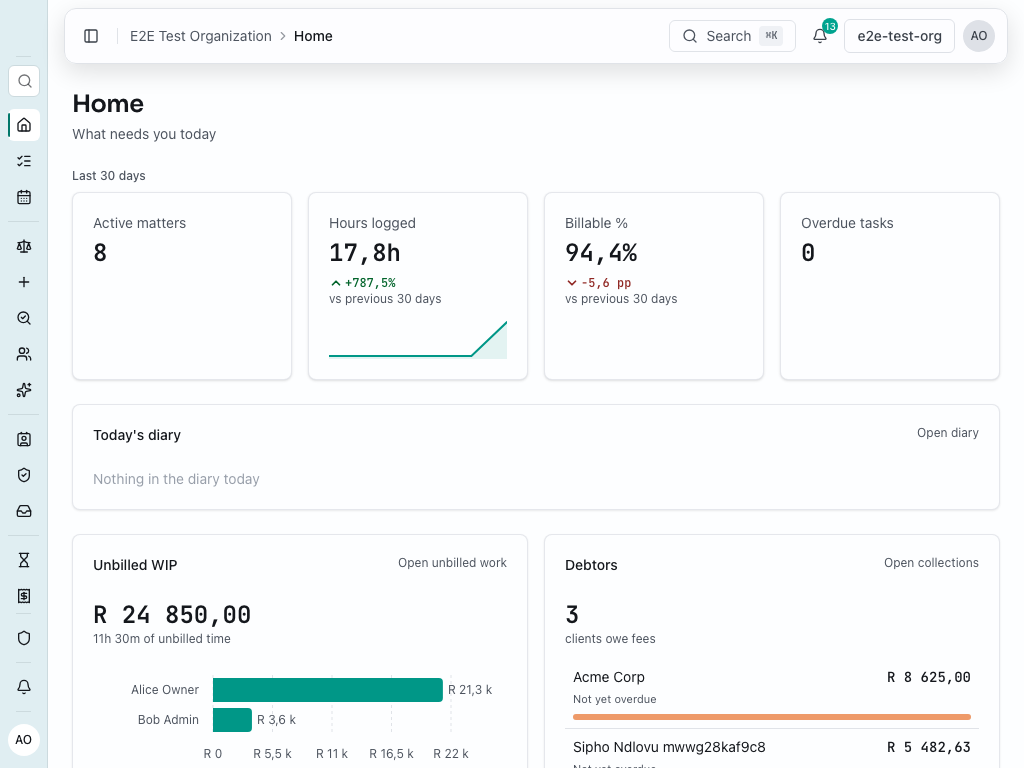 E2E Test Organization > Home
Search ⌘K
13
e2e-test-org
AO
Home
What needs you today
Last 30 days
Active matters
8
Hours logged
17,8h
+787,5%
vs previous 30 days
Billable %
94,4%
-5,6 pp
vs previous 30 days
Overdue tasks
0
Today's diary
Open diary
Nothing in the diary today
Unbilled WIP
Open unbilled work
R 24 850,00
11h 30m of unbilled time
Alice Owner R 21,3 k
Bob Admin R 3,6 k
R 0 R 5,5 k R 11 k R 16,5 k R 22 k
Debtors
Open collections
3
clients owe fees
Acme Corp R 8 625,00
Not yet overdue
Sipho Ndlovu mwwg28kaf9c8 R 5 482,63
Not yet overdue
AO